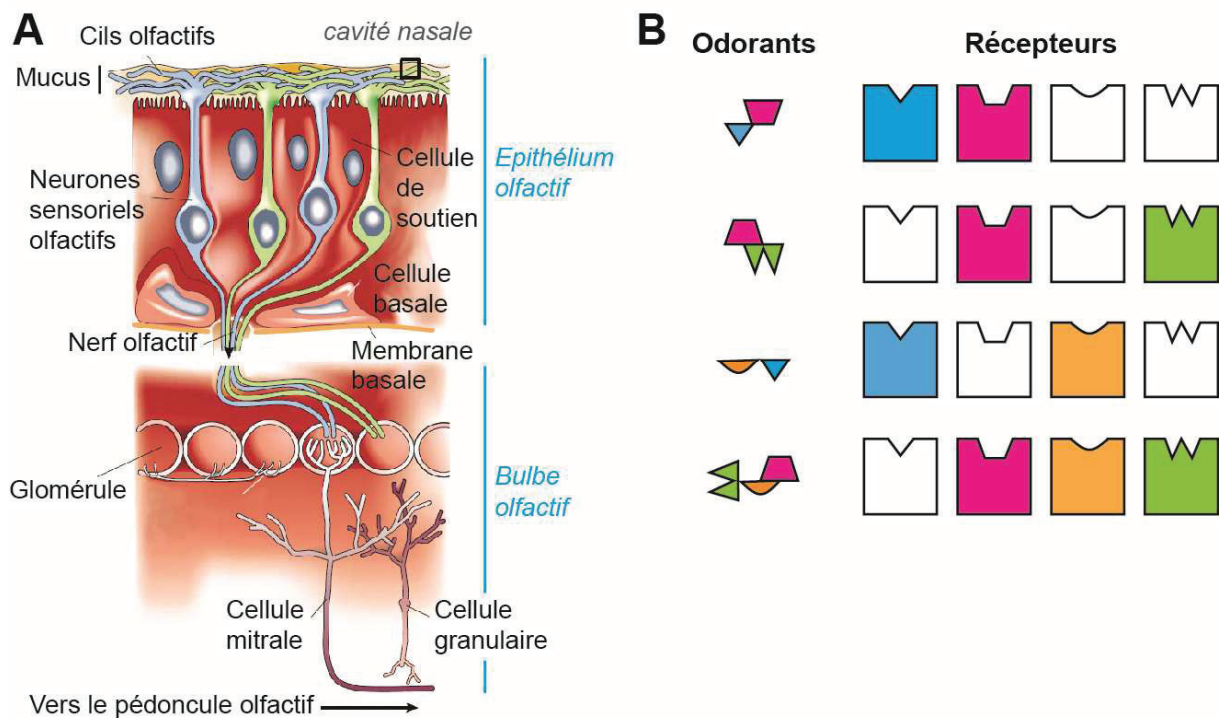 A
Cils olfactifs
cavité nasale
Mucus
Neurones
sensoriels
olfactifs
Cellule
de
soutien
Epithélium
olfactif
Cellule
basale
Nerf olfactif
Membrane
basale
Glomérule
Bulbe
olfactif
Cellule
mitrale
Cellule
granulaire
Vers le pédoncule olfactif
B
Odorants
Récepteurs